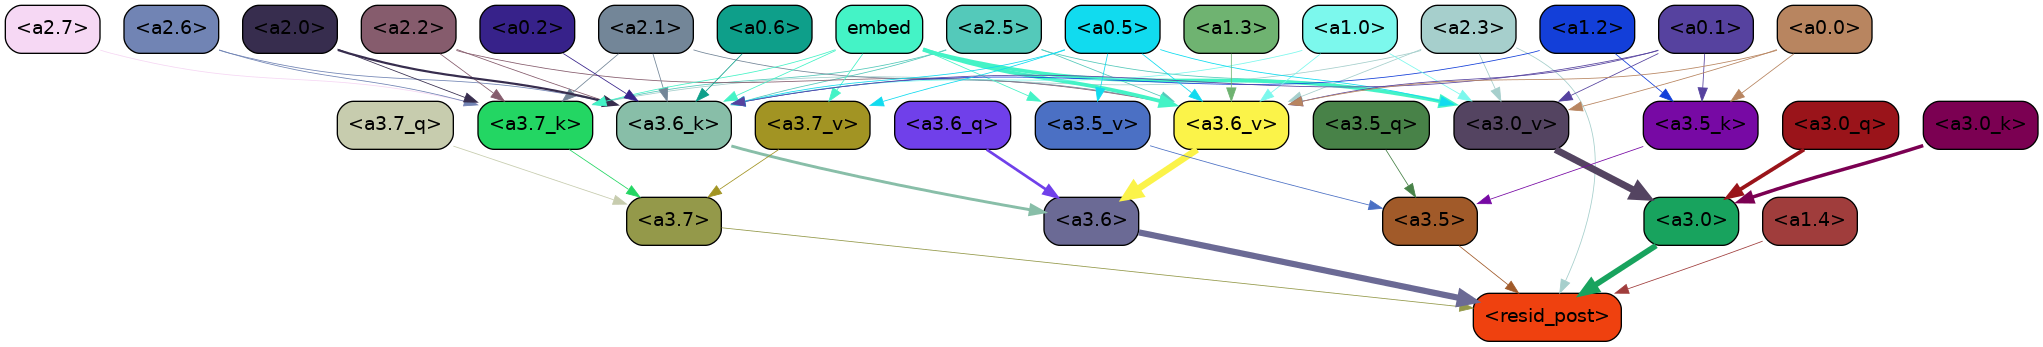 <a2.7> <a2.6> <a2.0> <a2.2> <a0.2> <a2.1> <a0.6> embed <a2.5> <a0.5> <a1.3> <a1.0> <a2.3> <a1.2> <a0.1> <a0.0>
<a3.7_q> <a3.7_k> <a3.6_k> <a3.7_v> <a3.6_q> <a3.5_v> <a3.6_v> <a3.5_q> <a3.0_v> <a3.5_k> <a3.0_q> <a3.0_k>
<a3.7> <a3.6> <a3.5> <a3.0> <a1.4>
<resid_post>